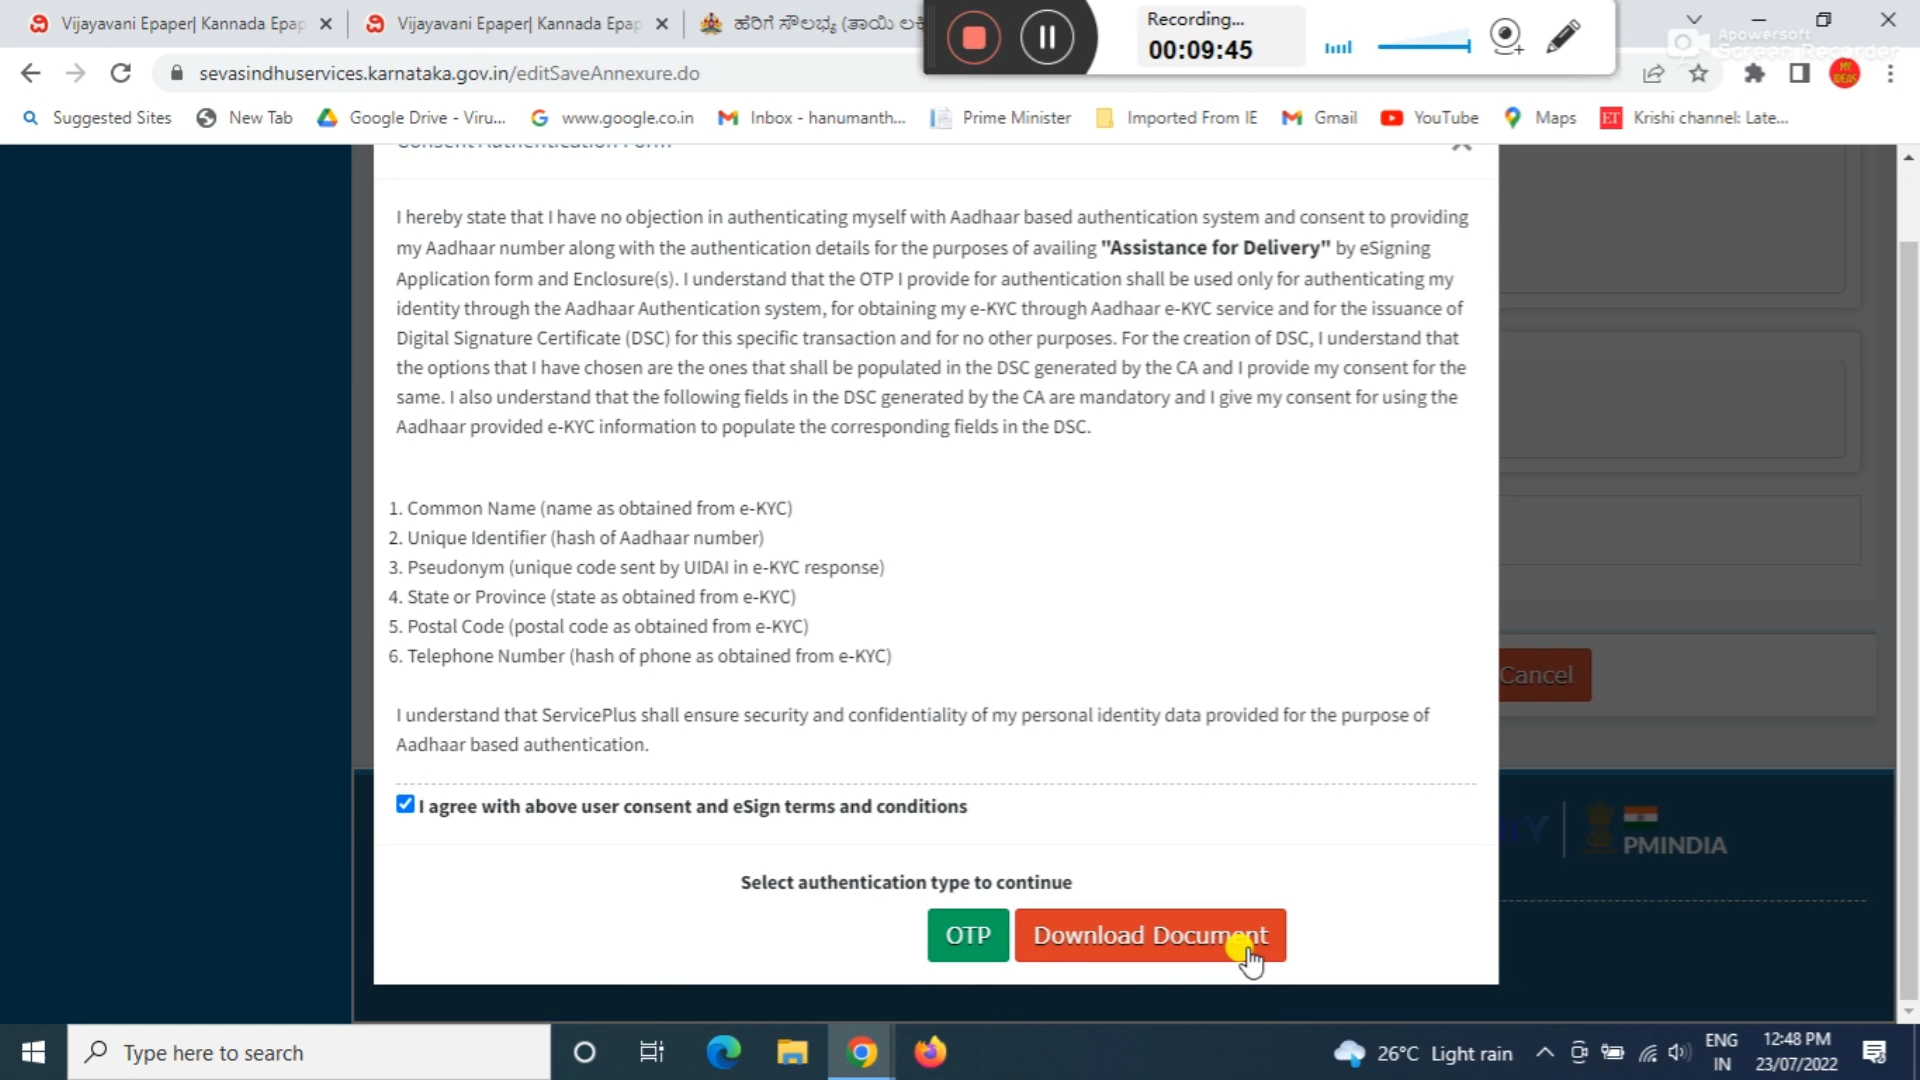 Vijayavani Epaper| Kannada Epap
Vijayavani Epaper| Kannada Epap
ಹೆರಿಗೆ ಸೌಲಭ್ಯ (ತಾಯಿ
Recording...
00:09:45
Apowersoft
Screen Recorder
sevasindhuservices.karnataka.gov.in/editSaveAnnexure.do
MY
IDEAS
Suggested Sites
New Tab
Google Drive - Viru...
www.google.co.in
Inbox - hanumanth...
Prime Minister
Imported From IE
Gmail
YouTube
Maps
ET
Krishi channel: Late...
Consent Authentication Form
I hereby state that I have no objection in authenticating myself with Aadhaar based authentication system and consent to providing
my Aadhaar number along with the authentication details for the purposes of availing "Assistance for Delivery" by eSigning
Application form and Enclosure(s). I understand that the OTP I provide for authentication shall be used only for authenticating my
identity through the Aadhaar Authentication system, for obtaining my e-KYC through Aadhaar e-KYC service and for the issuance of
Digital Signature Certificate (DSC) for this specific transaction and for no other purposes. For the creation of DSC, I understand that
the options that I have chosen are the ones that shall be populated in the DSC generated by the CA and I provide my consent for the
same. I also understand that the following fields in the DSC generated by the CA are mandatory and I give my consent for using the
Aadhaar provided e-KYC information to populate the corresponding fields in the DSC.
1. Common Name (name as obtained from e-KYC)
2. Unique Identifier (hash of Aadhaar number)
3. Pseudonym (unique code sent by UIDAI in e-KYC response)
4. State or Province (state as obtained from e-KYC)
5. Postal Code (postal code as obtained from e-KYC)
6. Telephone Number (hash of phone as obtained from e-KYC)
Cancel
I understand that ServicePlus shall ensure security and confidentiality of my personal identity data provided for the purpose of
Aadhaar based authentication.
I agree with above user consent and eSign terms and conditions
PMINDIA
Select authentication type to continue
OTP
Download Document
Type here to search
26°C Light rain
ENG
IN
12:48 PM
23/07/2022